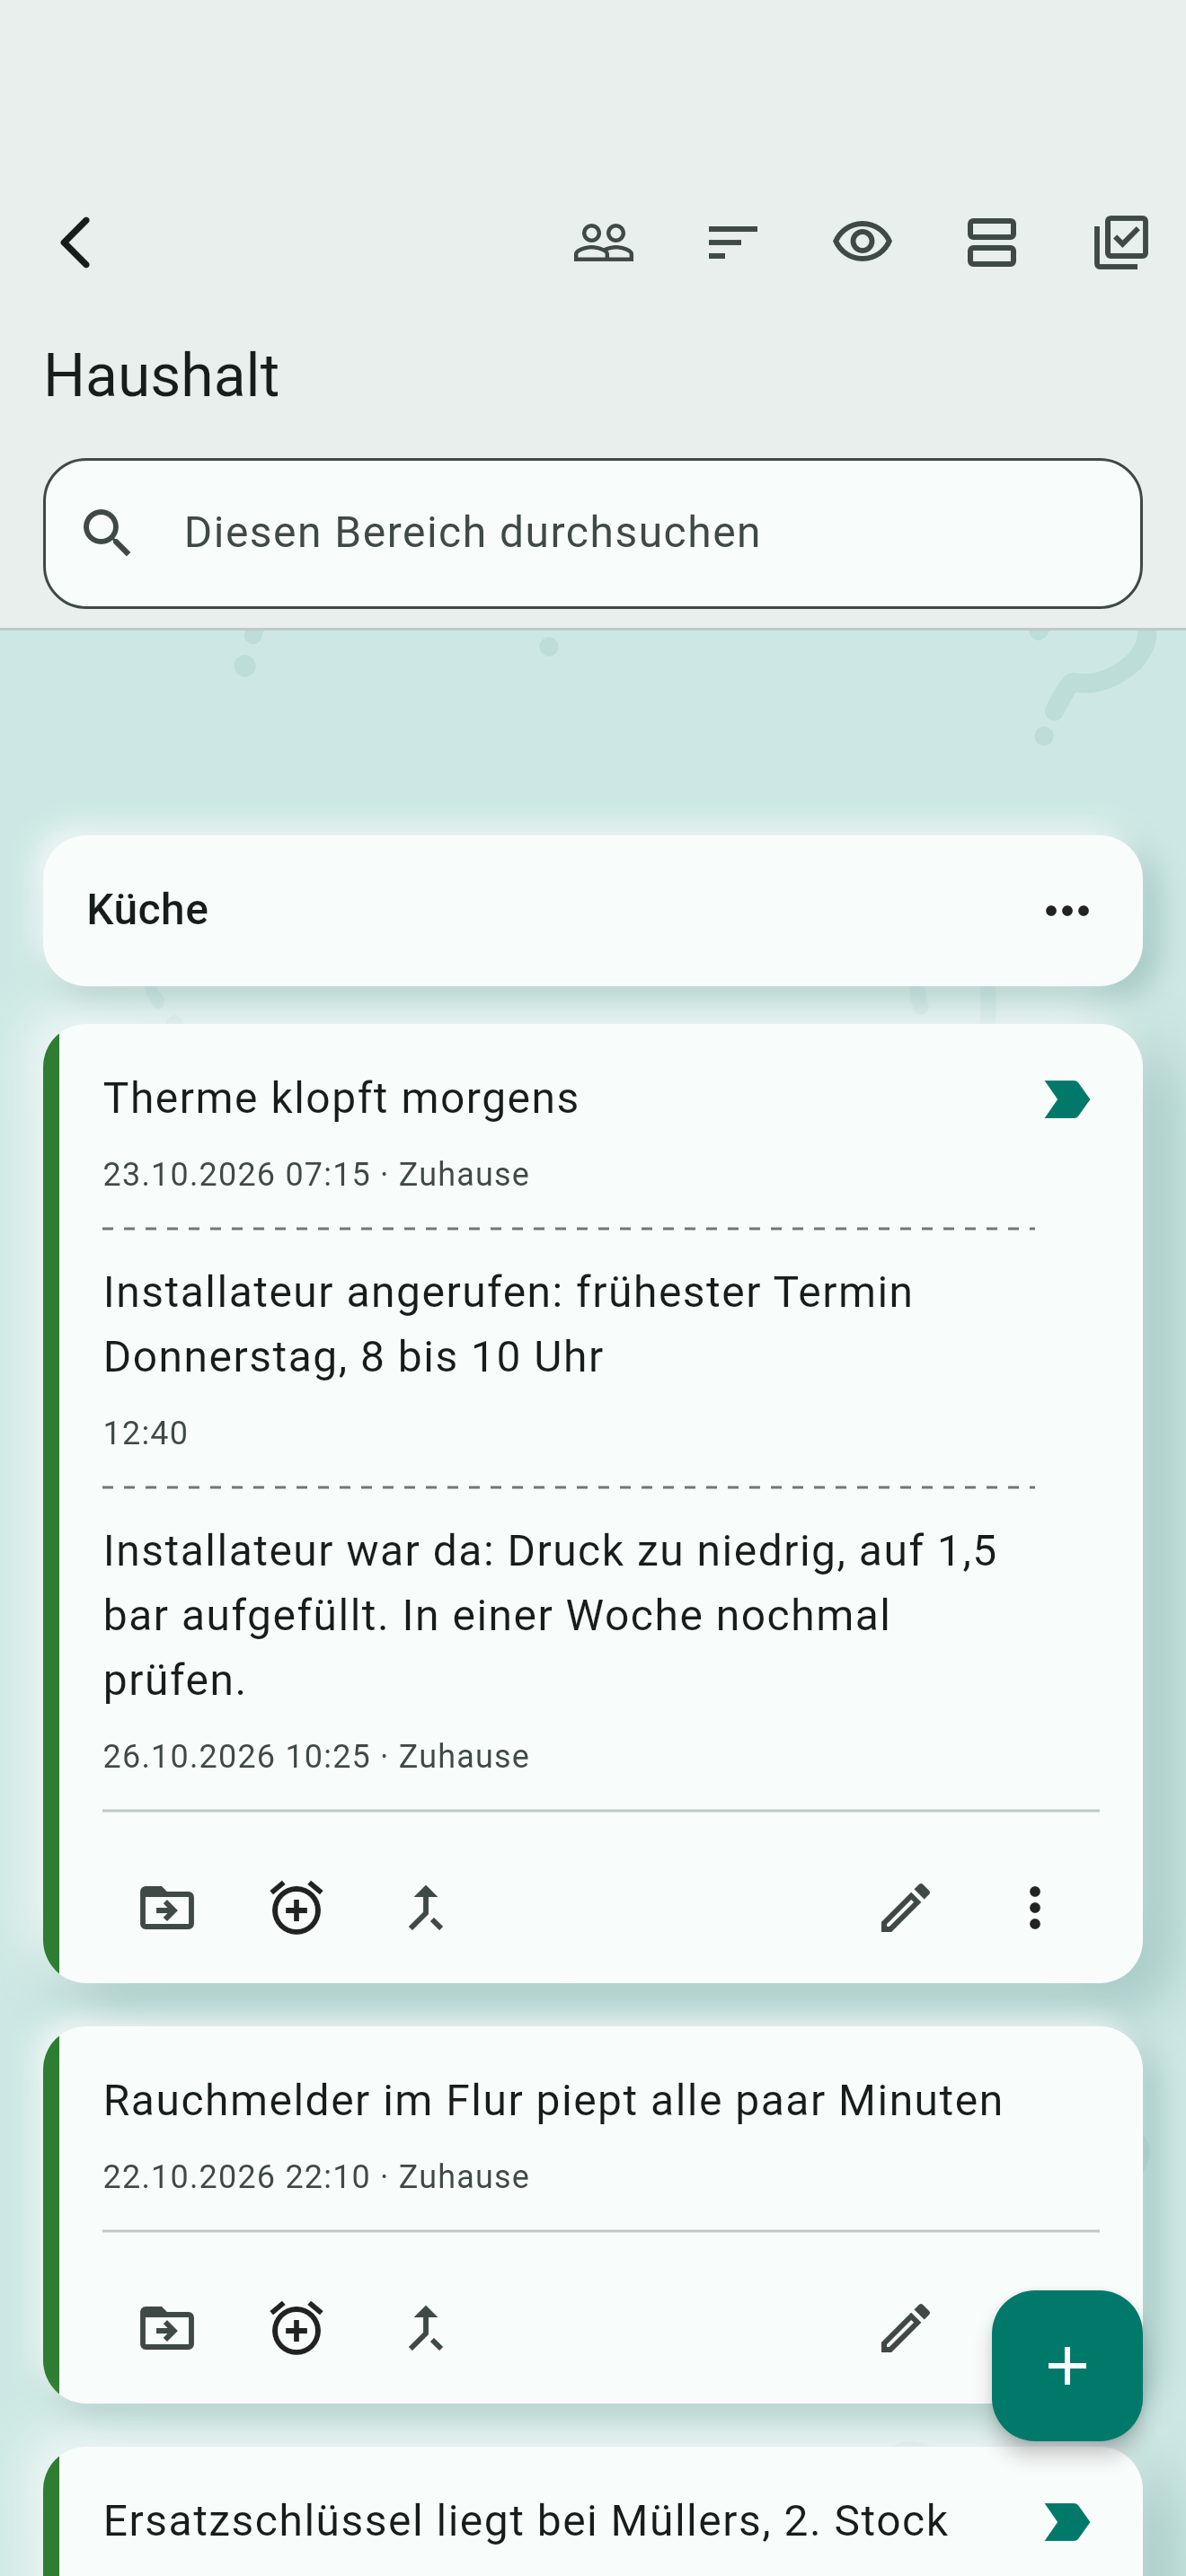 Haushalt
Diesen Bereich durchsuchen
Küche
Therme klopft morgens
23.10.2026 07:15 · Zuhause
Installateur angerufen: frühester Termin
Donnerstag, 8 bis 10 Uhr
12:40
Installateur war da: Druck zu niedrig, auf 1,5
bar aufgefüllt. In einer Woche nochmal
prüfen.
26.10.2026 10:25 · Zuhause
Rauchmelder im Flur piept alle paar Minuten
22.10.2026 22:10 · Zuhause
Ersatzschlüssel liegt bei Müllers, 2. Stock